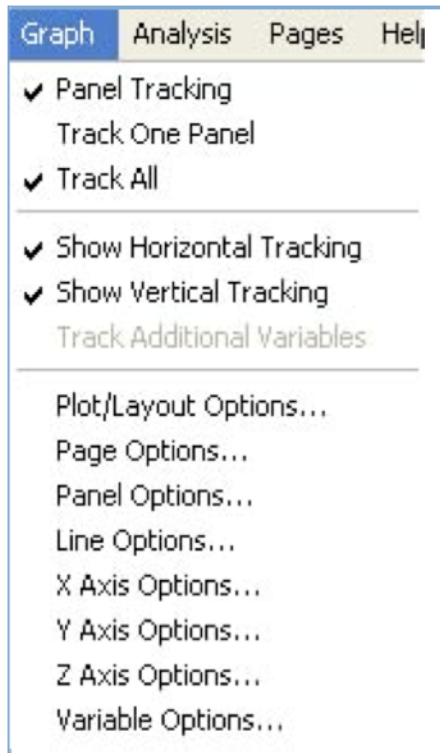 Graph Analysis Pages Help
Panel Tracking
Track One Panel
Track All
Show Horizontal Tracking
Show Vertical Tracking
Track Additional Variables
Plot/Layout Options...
Page Options...
Panel Options...
Line Options...
X Axis Options...
Y Axis Options...
Z Axis Options...
Variable Options...